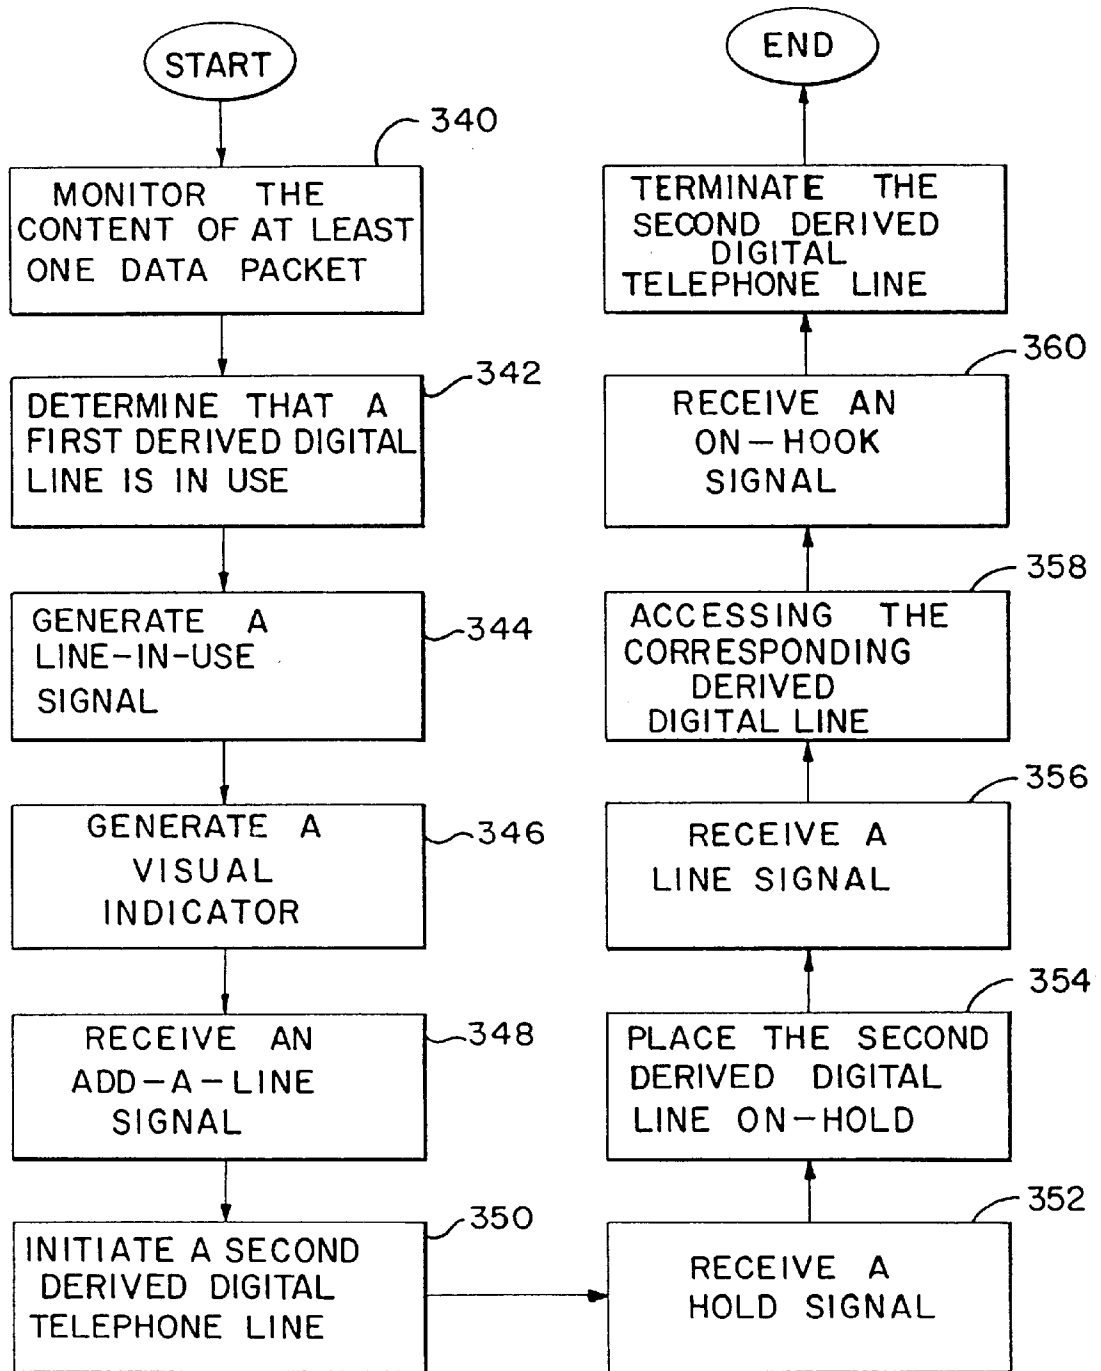 START
340
MONITOR THE
CONTENT OF AT LEAST
ONE DATA PACKET
342
DETERMINE THAT A
FIRST DERIVED DIGITAL
LINE IS IN USE
344
GENERATE A
LINE-IN-USE
SIGNAL
346
GENERATE A
VISUAL
INDICATOR
348
RECEIVE AN
ADD-A-LINE
SIGNAL
350
INITIATE A SECOND
DERIVED DIGITAL
TELEPHONE LINE
352
RECEIVE A
HOLD SIGNAL
354
PLACE THE SECOND
DERIVED DIGITAL
LINE ON-HOLD
356
RECEIVE A
LINE SIGNAL
358
ACCESSING THE
CORRESPONDING
DERIVED
DIGITAL LINE
360
RECEIVE AN
ON-HOOK
SIGNAL
TERMINATE THE
SECOND DERIVED
DIGITAL
TELEPHONE LINE
END